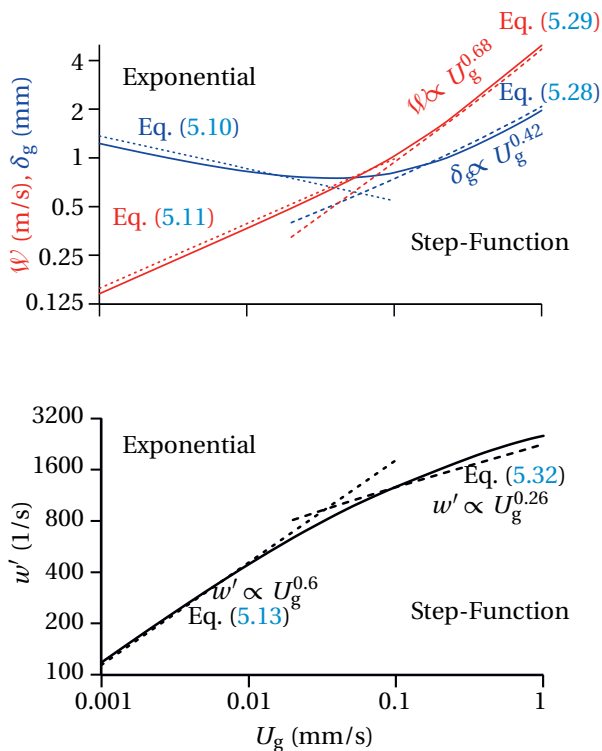 Eq. (5.29)
4
Exponential
𝒲 ∝ U_g^0.68
2
Eq. (5.28)
Eq. (5.10)
1
δ_g ∝ U_g^0.42
0.5
Eq. (5.11)
Step-Function
0.25
0.125
𝒲 (m/s), δ_g (mm)
3200
Exponential
1600
Eq. (5.32)
w′ ∝ U_g^0.26
800
400
w′ ∝ U_g^0.6
Eq. (5.13)
Step-Function
200
100
w′ (1/s)
0.001 0.01 0.1 1
U_g (mm/s)